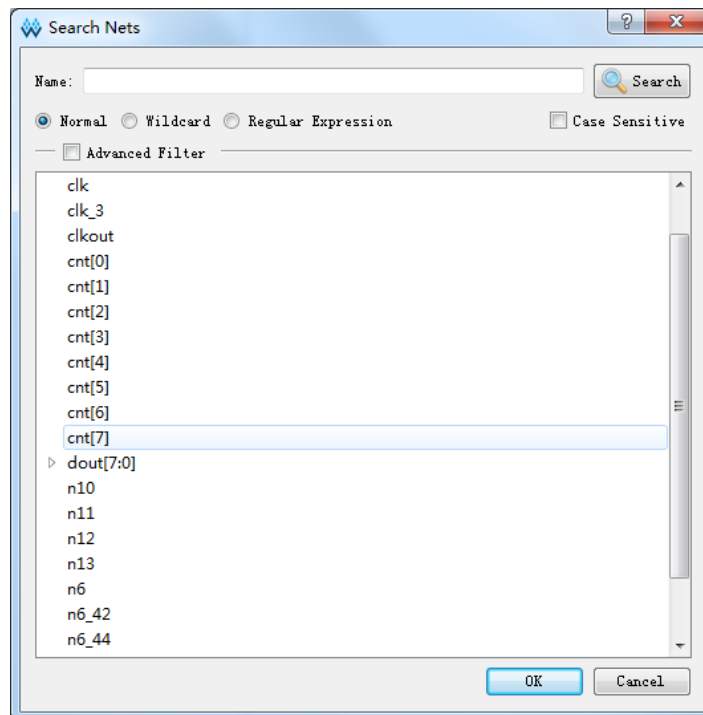 Search Nets
Name: Search
Normal Wildcard Regular Expression Case Sensitive
Advanced Filter
clk
clk_3
clkout
cnt[0]
cnt[1]
cnt[2]
cnt[3]
cnt[4]
cnt[5]
cnt[6]
cnt[7]
dout[7:0]
n10
n11
n12
n13
n6
n6_42
n6_44
OK Cancel